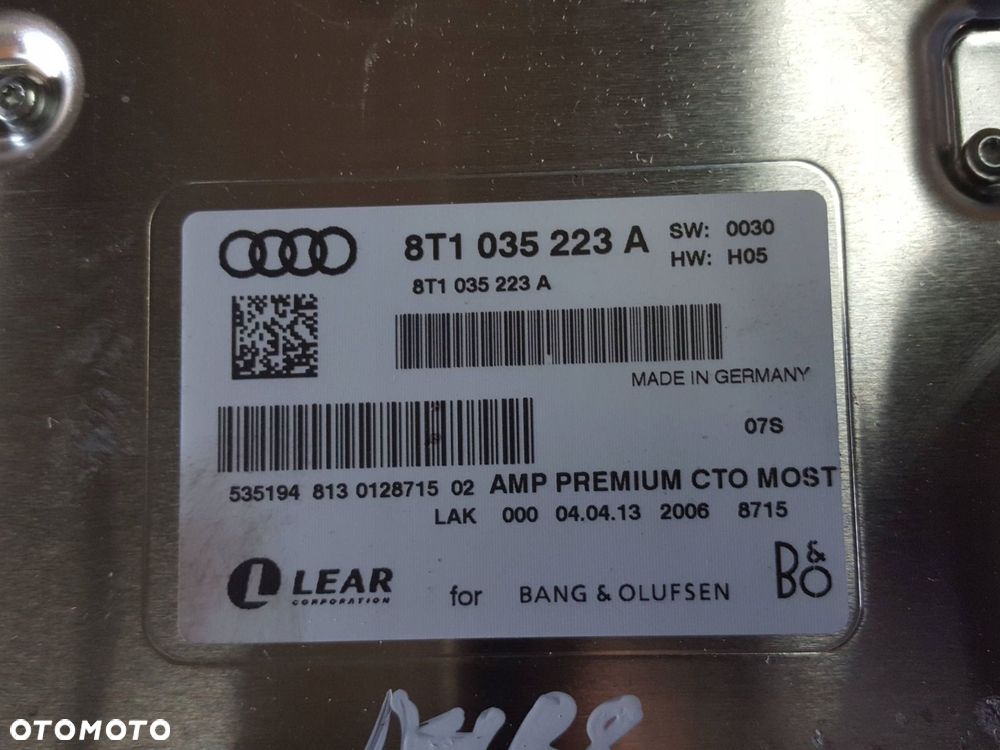 8T1 035 223 A SW: 0030
HW: H05
8T1 035 223 A
MADE IN GERMANY
07S
535194 813 0128715 02 AMP PREMIUM CTO MOST
LAK 000 04.04.13 2006 8715
LEAR
CORPORATION
for BANG & OLUFSEN B&O
OTOMOTO